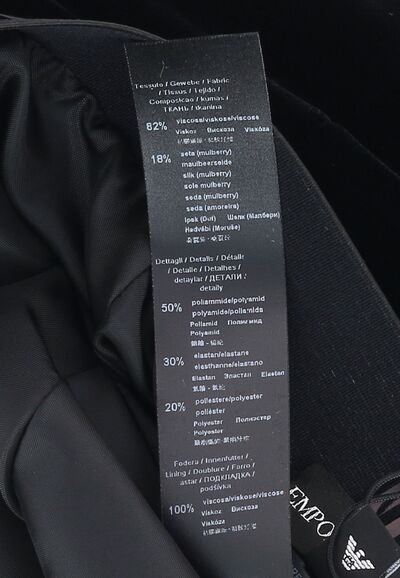 Tessuto / Gewebe / Fabric
/ Tissus / Tejido /
Composicao / kumas /
ТКАНЬ / tkanina
82% viscosa/viskose/viscose
Viskoz Вискоза Viskóza
18% seta (mulberry)
maulbeerseide
silk (mulberry)
soie mulberry
seda (mulberry)
seda (amoreira)
Ipek (Dut) Шелк (Малбери)
Hedvábí (Moruše)
Dettagli / Details / Détails
/ Detalle / Detalhes /
detaylar / ДЕТАЛИ /
detaily
50% poliammide/polyamid
polyamide/poliamida
Poliamid Полиамид
Polyamid
30% elastan/elastane
elasthanne/elastano
Elastan Эластан Elastan
20% poliestere/polyester
poliéster
Polyester Полиэстер
Polyester
Fodera / Innenfutter /
Lining / Doublure / Forro /
astar / ПОДКЛАДКА /
podšívka
100% viscosa/viskose/viscose
Viskoz Вискоза
Viskóza
EMPO